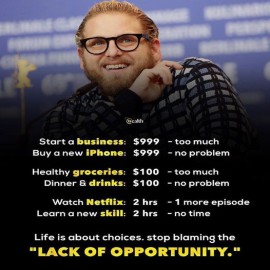 Start a business: $999 - too much
Buy a new iPhone: $999 - no problem
Healthy groceries: $100 - too much
Dinner & drinks: $100 - no problem
Watch Netflix: 2 hrs - 1 more episode
Learn a new skill: 2 hrs - no time
Life is about choices. stop blaming the
"LACK OF OPPORTUNITY."